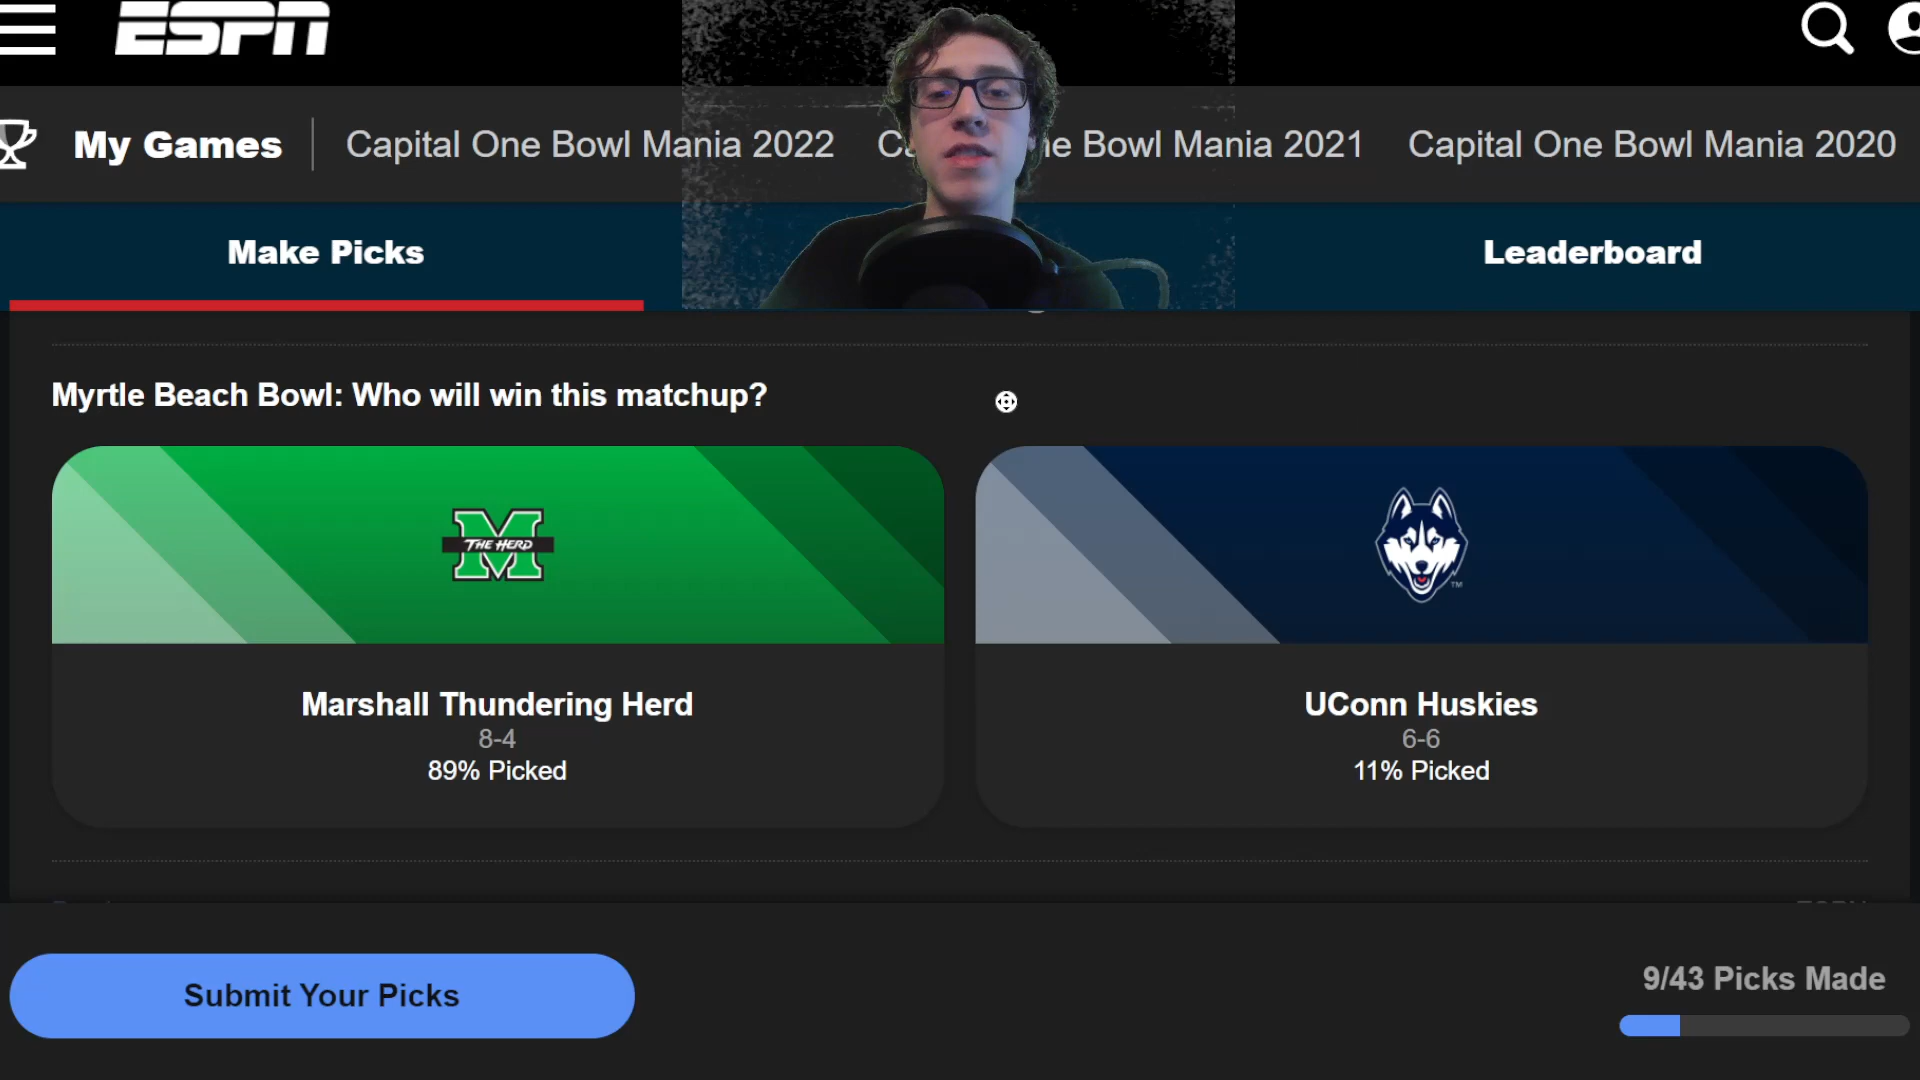 ESPN
My Games
Capital One Bowl Mania 2022
e Bowl Mania 2021
Capital One Bowl Mania 2020
Make Picks
Leaderboard
Myrtle Beach Bowl: Who will win this matchup?
M
THE HERD
TM
Marshall Thundering Herd
8-4
89% Picked
UConn Huskies
6-6
11% Picked
Submit Your Picks
9/43 Picks Made